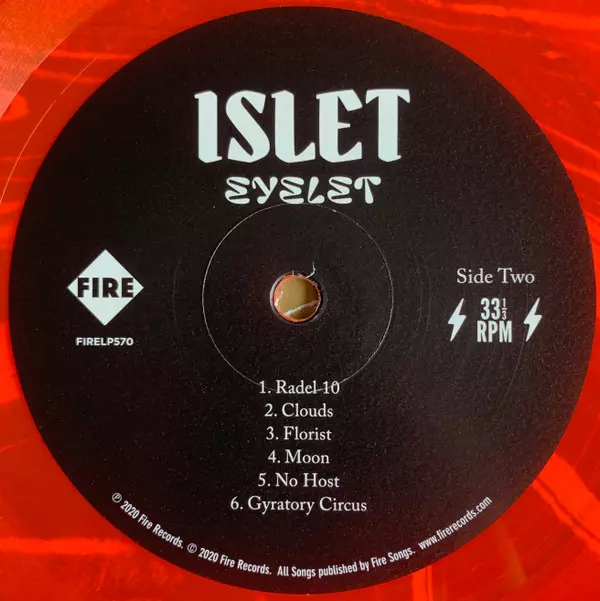 ISLET
EYELET
FIRE
FIRELP570
Side Two
33⅓
RPM
1. Radel 10
2. Clouds
3. Florist
4. Moon
5. No Host
6. Gyratory Circus
℗ 2020 Fire Records. © 2020 Fire Records. All Songs published by Fire Songs. www.firerecords.com